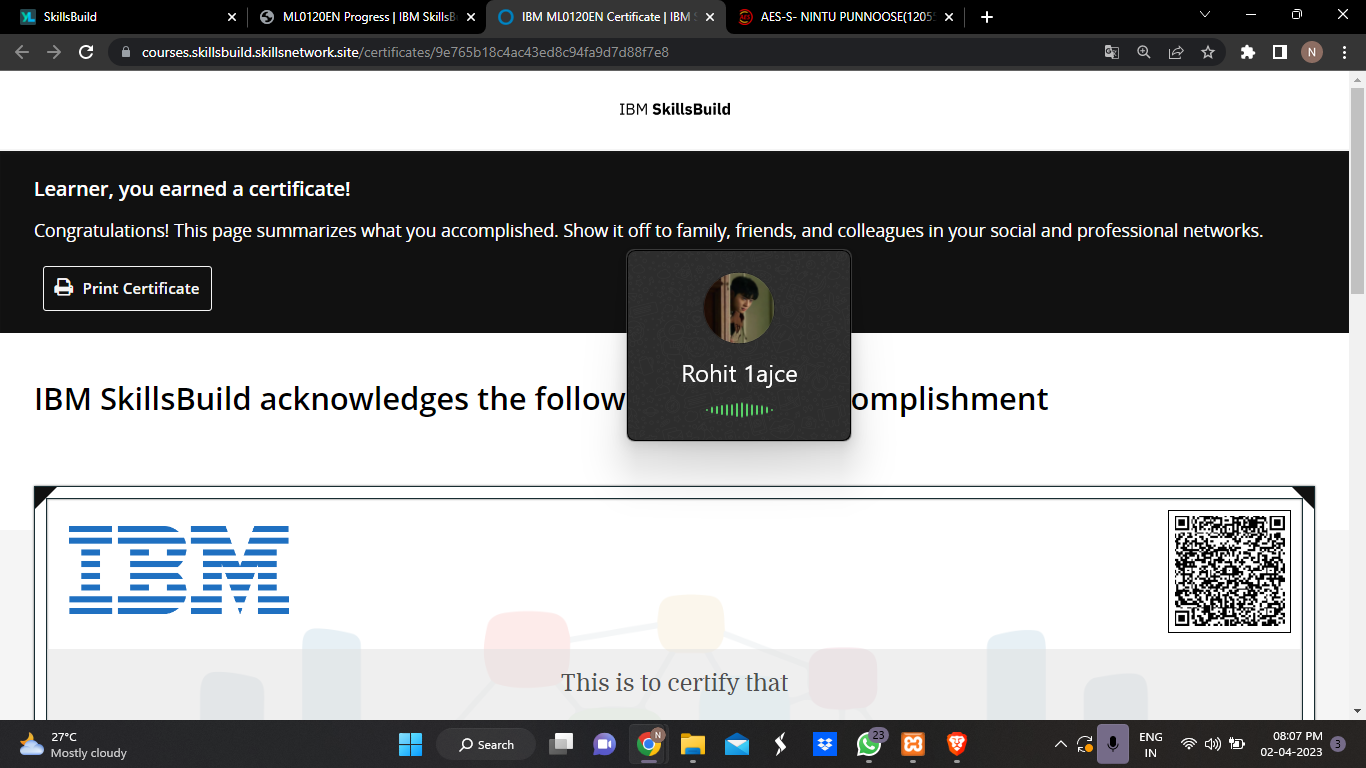 SkillsBuild
ML0120EN Progress | IBM SkillsB
IBM ML0120EN Certificate | IBM S
AES-S- NINTU PUNNOOSE(1205
courses.skillsbuild.skillsnetwork.site/certificates/9e765b18c4ac43ed8c94fa9d7d88f7e8
N
IBM SkillsBuild
Learner, you earned a certificate!
Congratulations! This page summarizes what you accomplished. Show it off to family, friends, and colleagues in your social and professional networks.
Print Certificate
Rohit 1ajce
IBM SkillsBuild acknowledges the follow omplishment
IBM
This is to certify that
27°C
Mostly cloudy
Search
N
23
ENG
IN
08:07 PM
02-04-2023
3